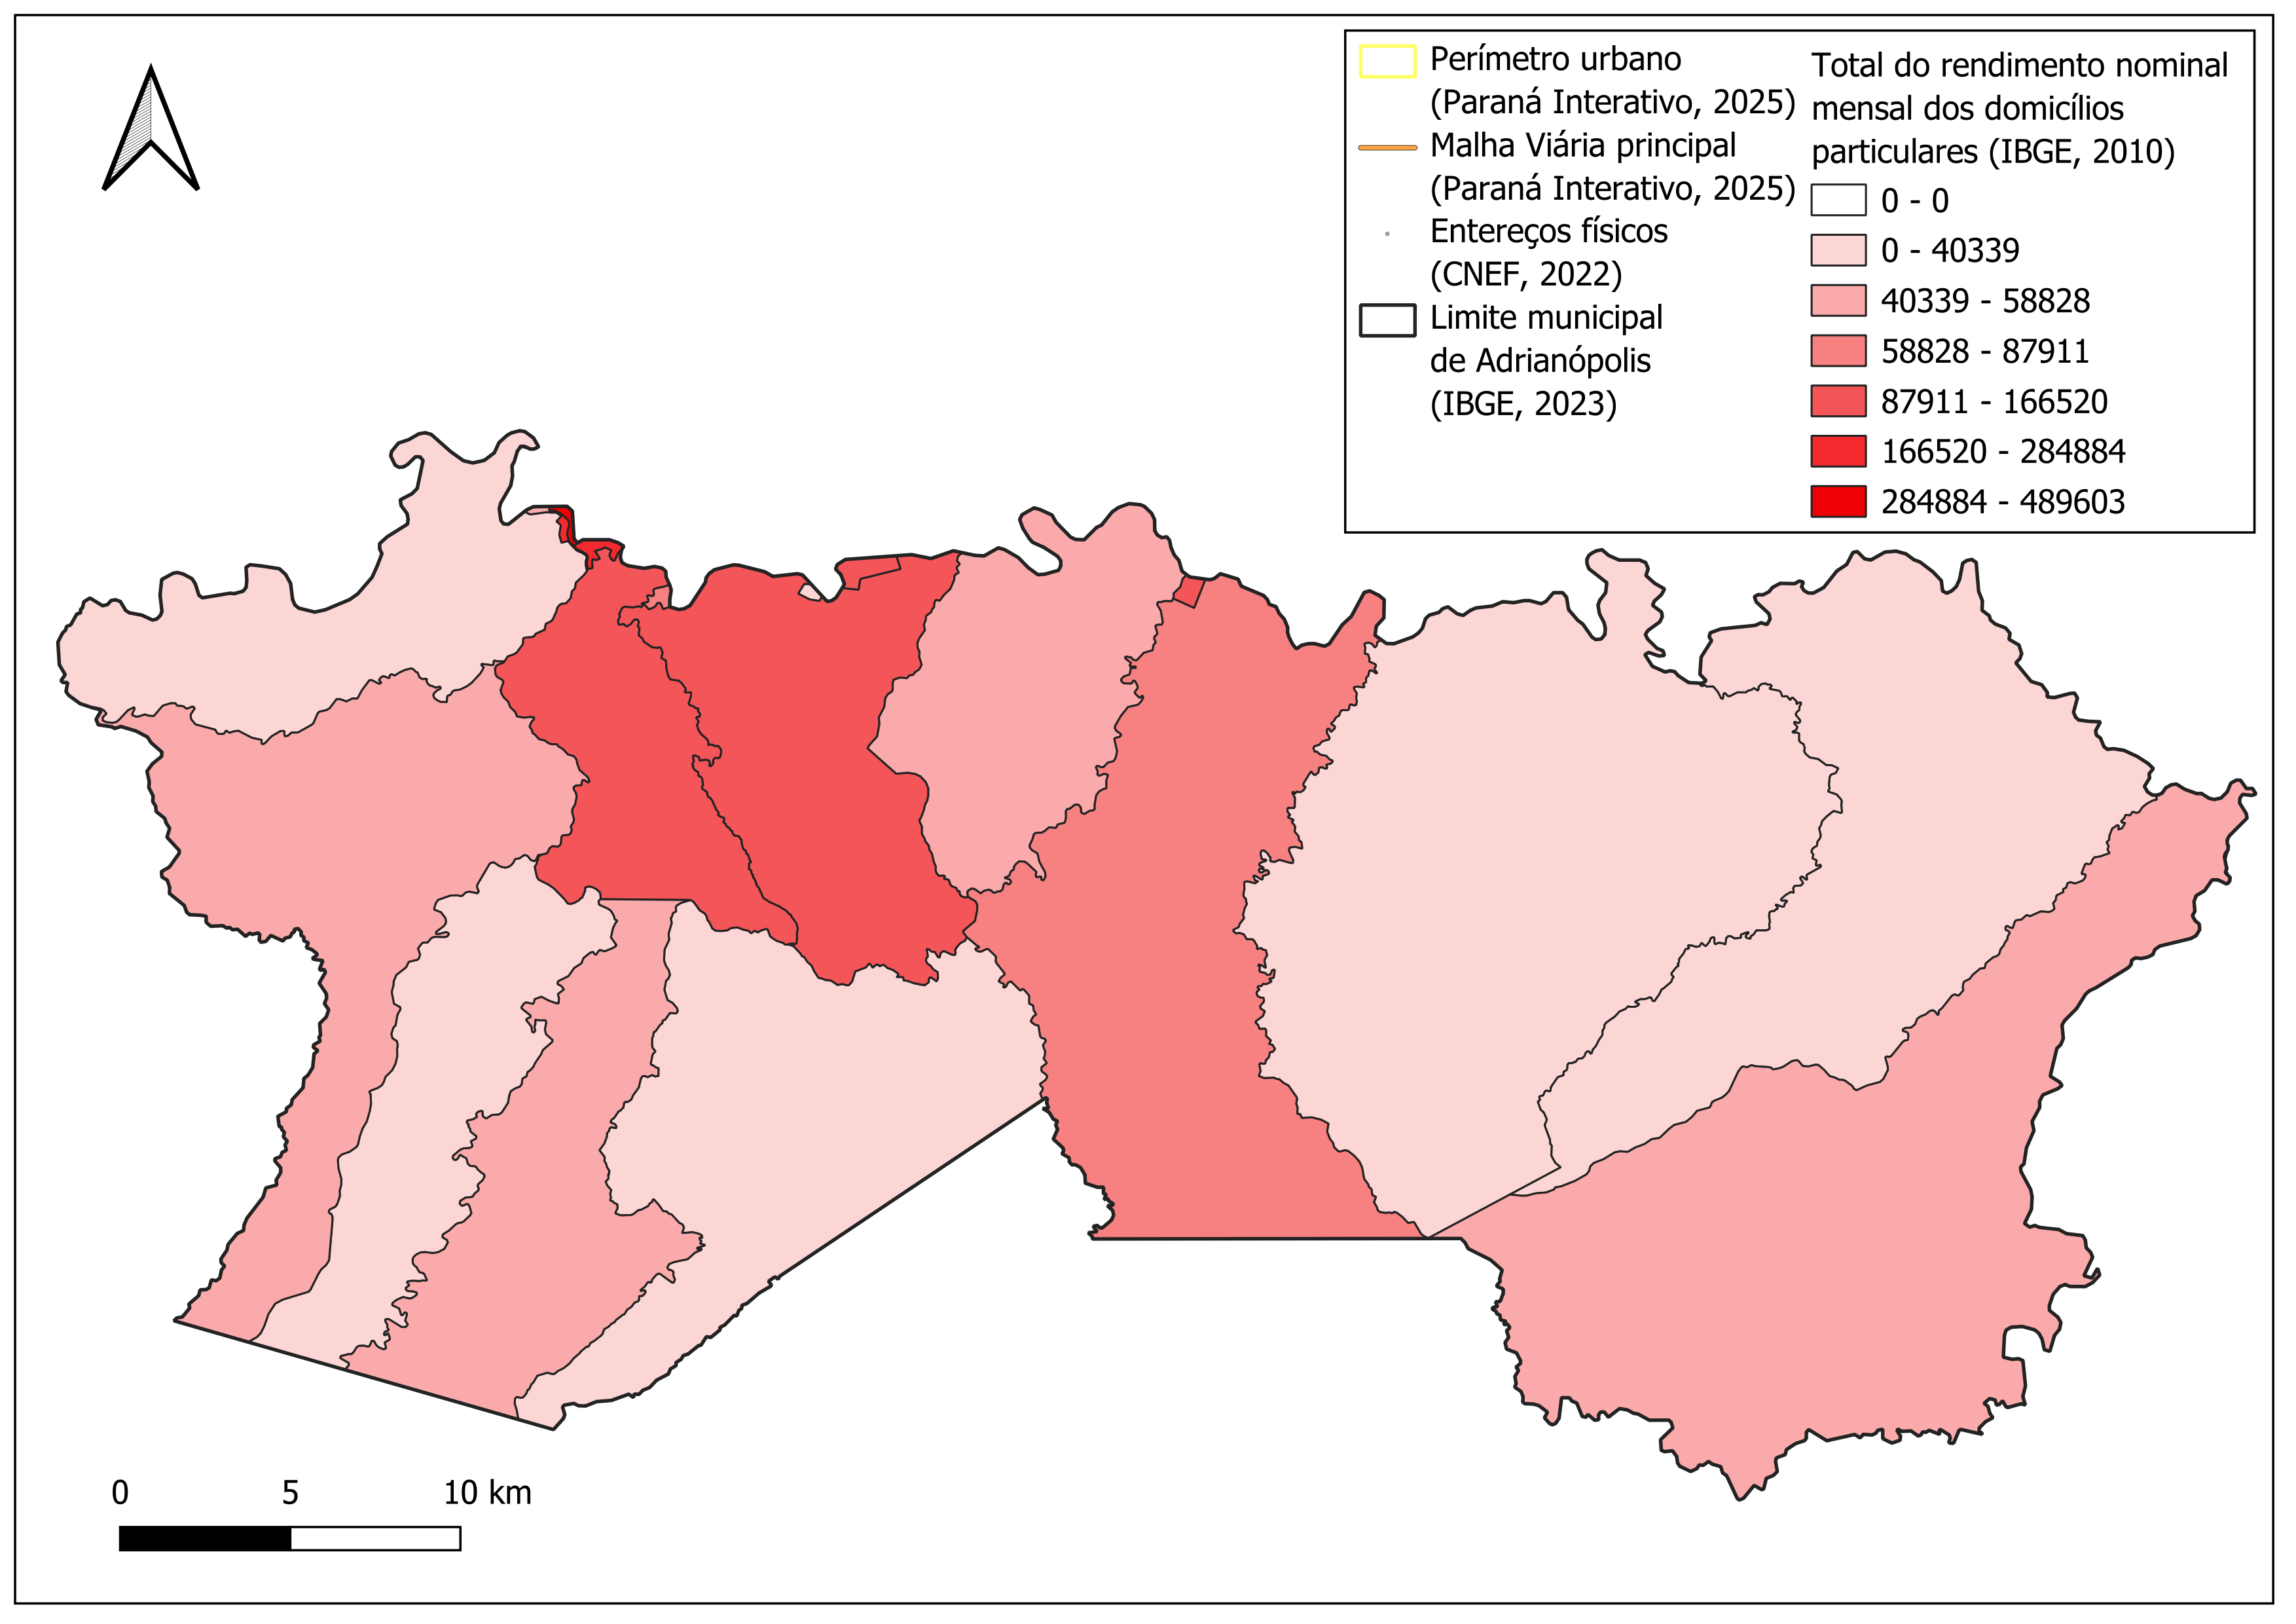 Perímetro urbano
(Paraná Interativo, 2025)
Malha Viária principal
(Paraná Interativo, 2025)
Entereços físicos
(CNEF, 2022)
Limite municipal
de Adrianópolis
(IBGE, 2023)
Total do rendimento nominal
mensal dos domicílios
particulares (IBGE, 2010)
0 - 0
0 - 40339
40339 - 58828
58828 - 87911
87911 - 166520
166520 - 284884
284884 - 489603
0 5 10 km